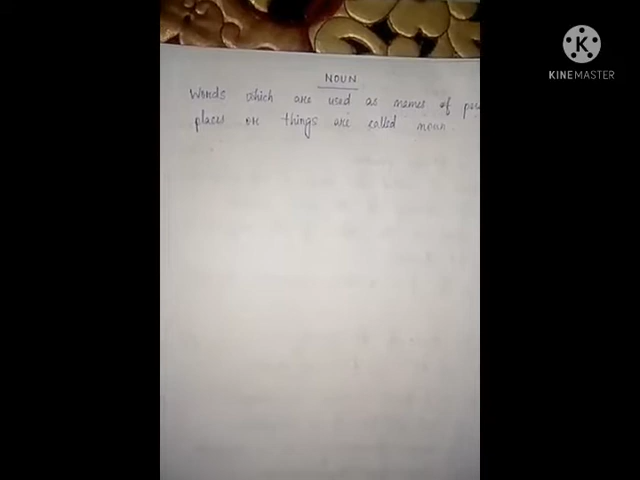 NOUN
Words which are used as names of
places or things are called noun.
K
KINEMASTER